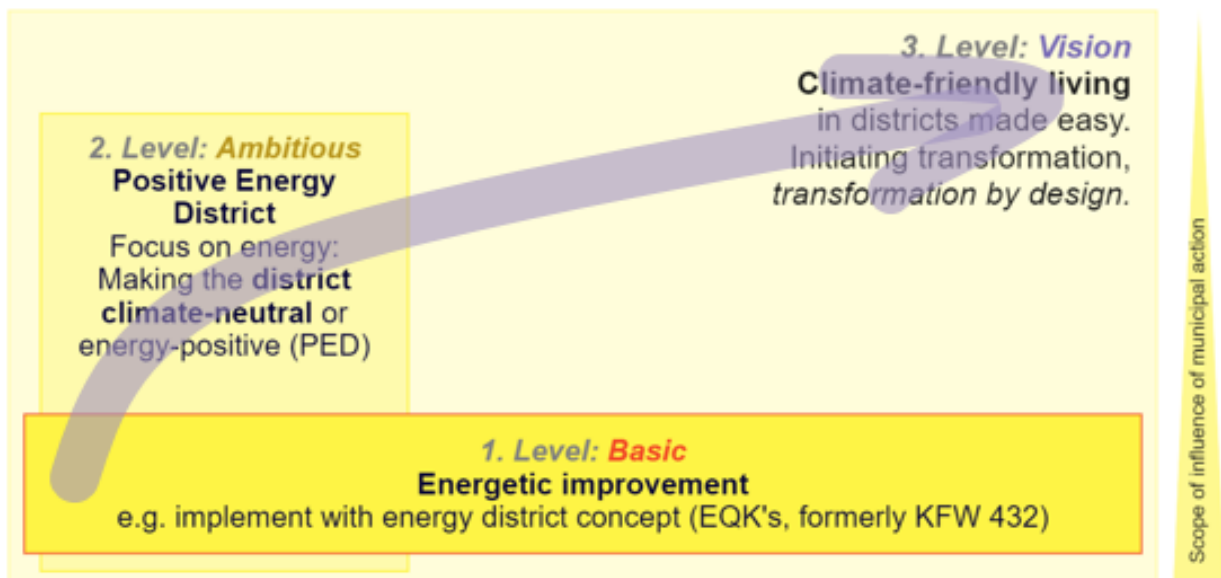 3. Level: Vision
Climate-friendly living
in districts made easy.
Initiating transformation,
transformation by design.
2. Level: Ambitious
Positive Energy
District
Focus on energy:
Making the district
climate-neutral or
energy-positive (PED)
1. Level: Basic
Energetic improvement
e.g. implement with energy district concept (EQK's, formerly KFW 432)
Scope of influence of municipal action